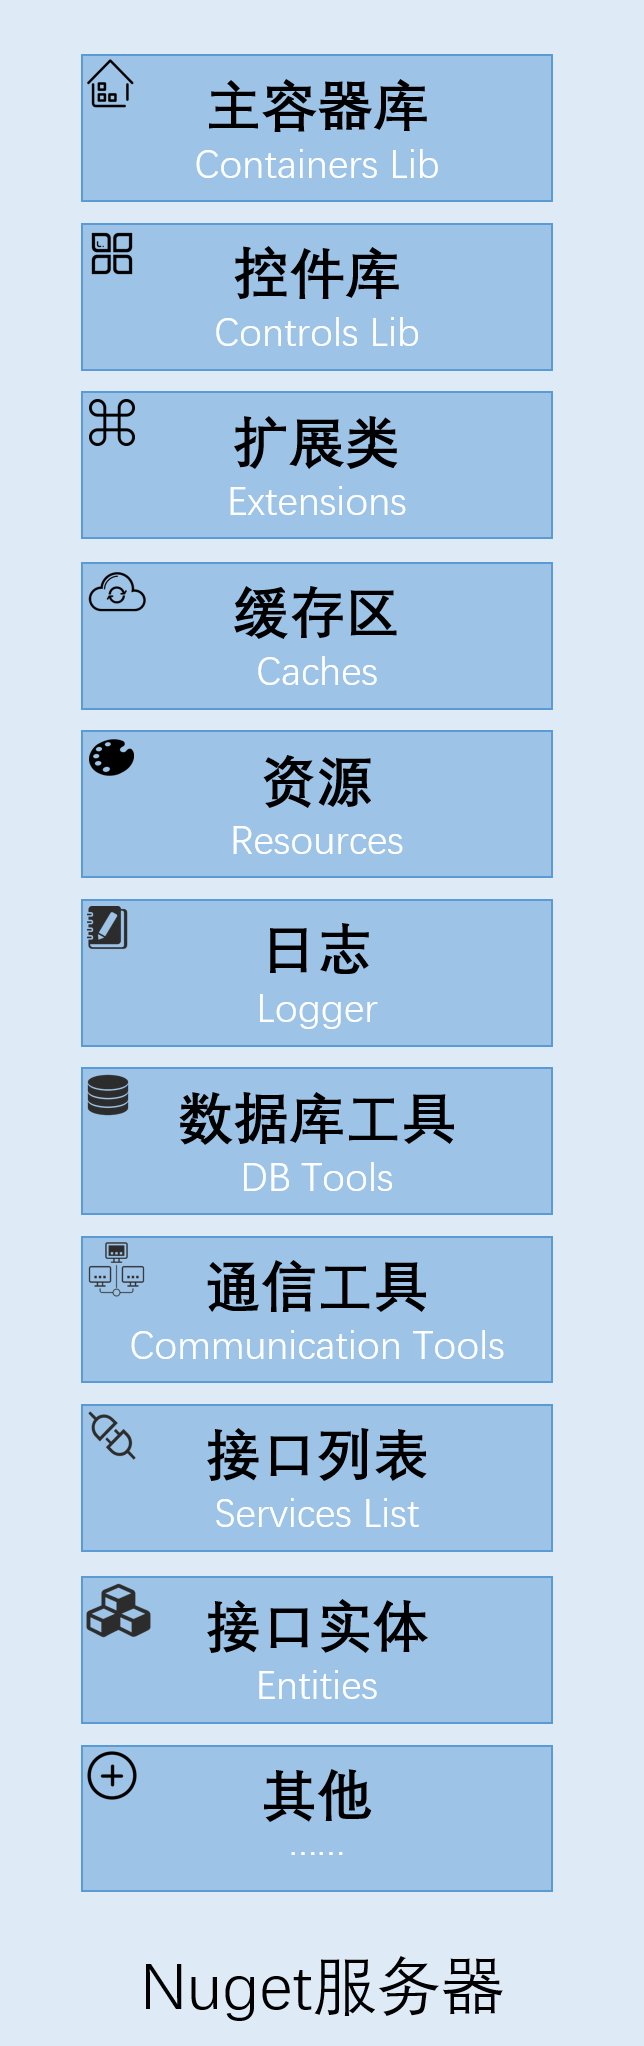 主容器库
Containers Lib
控件库
Controls Lib
扩展类
Extensions
缓存区
Caches
资源
Resources
日志
Logger
数据库工具
DB Tools
通信工具
Communication Tools
接口列表
Services List
接口实体
Entities
其他
......
Nuget服务器